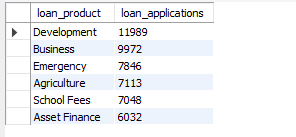 loan_product loan_applications
Development 11989
Business 9972
Emergency 7846
Agriculture 7113
School Fees 7048
Asset Finance 6032